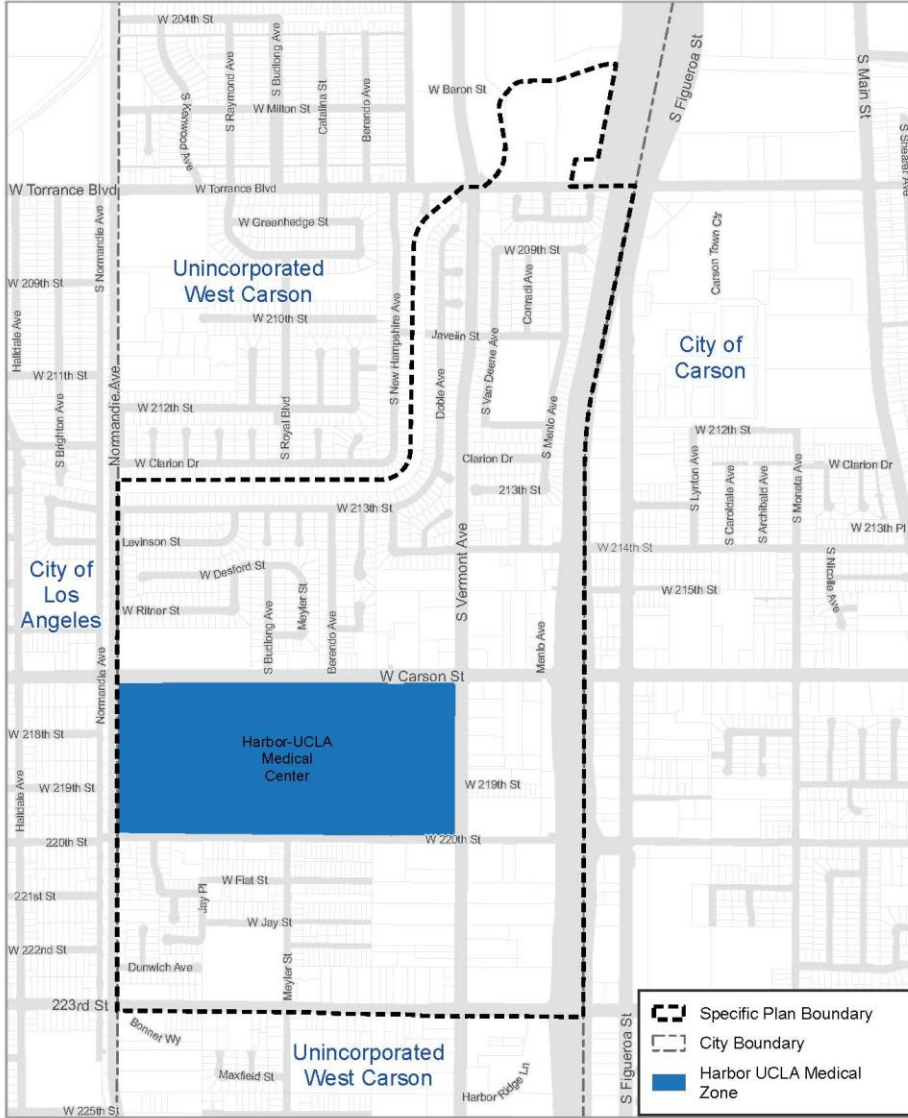 W 204th St
S Kenwood Ave
S Raymond Ave
S Budlong Ave
Catalina St
Berendo Ave
W Milton St
W Baron St
S Figueroa St
S Main St
S Shearer Ave
W Torrance Blvd
W Torrance Blvd
S Normandie Ave
W Greenhedge St
W 209th St
Carson Town Ctr
Unincorporated
West Carson
W 209th St
Conradi Ave
W 210th St
S New Hampshire Ave
Javelin St
Doble Ave
S Van Deene Ave
City of
Carson
Halldale Ave
W 211th St
S Brighton Ave
Normandie Ave
W 212th St
S Royal Blvd
S Menlo Ave
W 212th St
W Clarion Dr
Clarion Dr
213th St
S Lynton Ave
S Caroldale Ave
S Archibald Ave
S Moneta Ave
W Clarion Dr
W 213th St
W 213th Pl
Levinson St
S Vermont Ave
W 214th St
City of
Los
Angeles
W Desford St
Meyler St
W 215th St
S Nicolle Ave
W Ritner St
S Budlong Ave
Berendo Ave
Menlo Ave
Normandie Ave
W Carson St
W 218th St
Harbor-UCLA
Medical
Center
Halldale Ave
W 219th St
W 219th St
220th St
W 220th St
W Fiat St
221st St
Jay Pl
W Jay St
W 222nd St
Dunwich Ave
Meyler St
223rd St
Bonner Wy
Unincorporated
West Carson
Maxfield St
Harbor Ridge Ln
S Figueroa St
W 225th St
Specific Plan Boundary
City Boundary
Harbor UCLA Medical
Zone